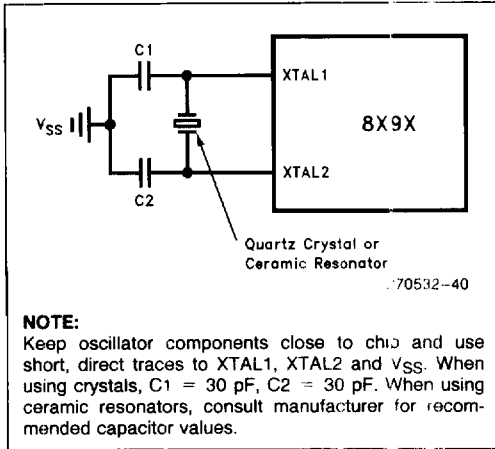 C1
XTAL1
VSS
8X9X
XTAL2
C2
Quartz Crystal or
Ceramic Resonator
270532-40
NOTE:
Keep oscillator components close to chip and use
short, direct traces to XTAL1, XTAL2 and VSS. When
using crystals, C1 = 30 pF, C2 = 30 pF. When using
ceramic resonators, consult manufacturer for recom-
mended capacitor values.